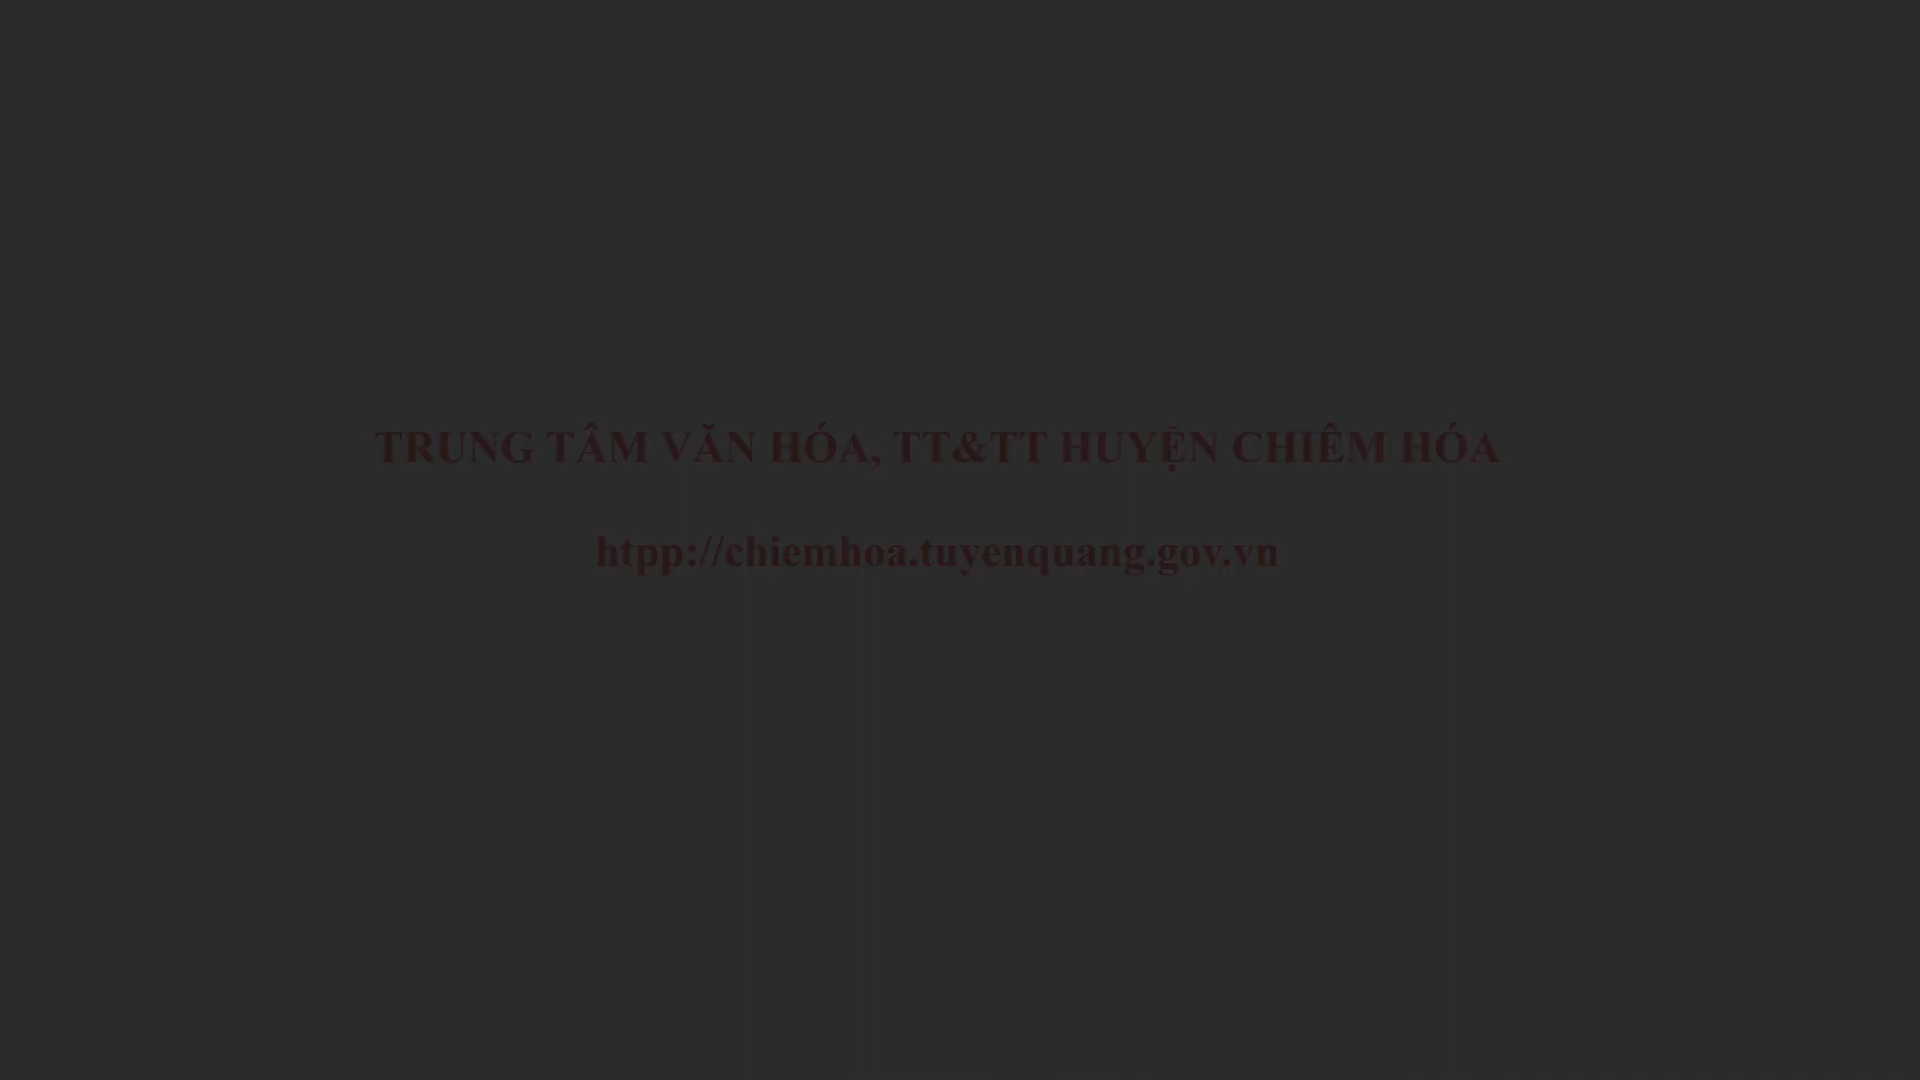 TRUNG TÂM VĂN HÓA, TT&TT HUYỆN CHIÊM HÓA
htpp://chiemhoa.tuyenquang.gov.vn